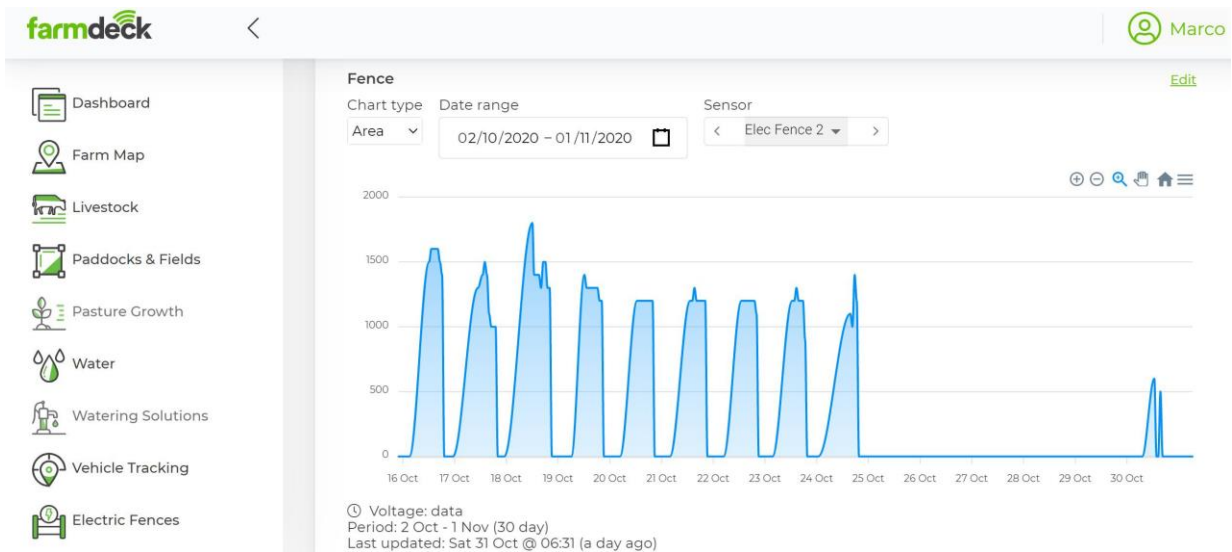 farmdeck
Marco
Dashboard
Farm Map
Livestock
Paddocks & Fields
Pasture Growth
Water
Watering Solutions
Vehicle Tracking
Electric Fences
Fence
Edit
Chart type Date range Sensor
Area 02/10/2020 – 01/11/2020 Elec Fence 2
2000
1500
1000
500
0
16 Oct 17 Oct 18 Oct 19 Oct 20 Oct 21 Oct 22 Oct 23 Oct 24 Oct 25 Oct 26 Oct 27 Oct 28 Oct 29 Oct 30 Oct
Voltage: data
Period: 2 Oct - 1 Nov (30 day)
Last updated: Sat 31 Oct @ 06:31 (a day ago)